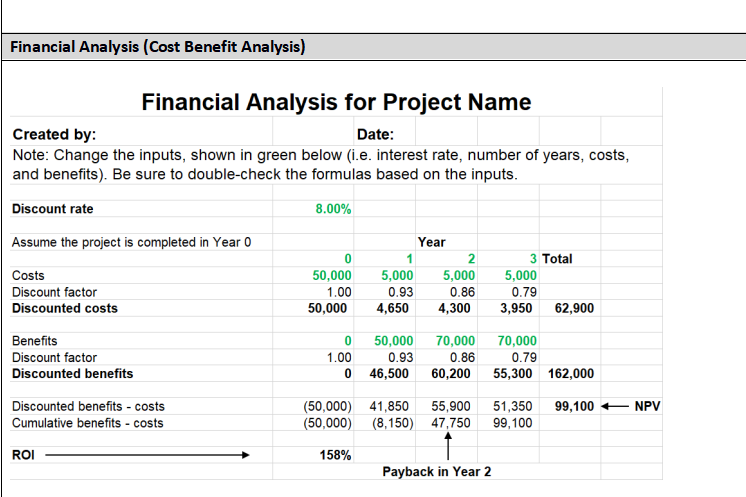 Financial Analysis (Cost Benefit Analysis)
Financial Analysis for Project Name
Created by: Date:
Note: Change the inputs, shown in green below (i.e. interest rate, number of years, costs,
and benefits). Be sure to double-check the formulas based on the inputs.
Discount rate 8.00%
Assume the project is completed in Year 0 Year
0 1 2 3 Total
Costs 50,000 5,000 5,000 5,000
Discount factor 1.00 0.93 0.86 0.79
Discounted costs 50,000 4,650 4,300 3,950 62,900
Benefits 0 50,000 70,000 70,000
Discount factor 1.00 0.93 0.86 0.79
Discounted benefits 0 46,500 60,200 55,300 162,000
Discounted benefits - costs (50,000) 41,850 55,900 51,350 99,100 NPV
Cumulative benefits - costs (50,000) (8,150) 47,750 99,100
ROI 158%
Payback in Year 2